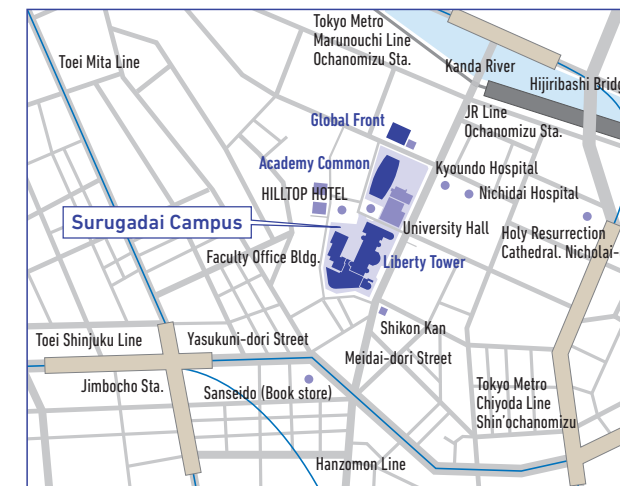 Tokyo Metro
Marunouchi Line
Ochanomizu Sta.
Toei Mita Line
Kanda River
Hijiribashi Bridg
JR Line
Ochanomizu Sta.
Global Front
Academy Common
Kyoundo Hospital
HILLTOP HOTEL
Nichidai Hospital
Surugadai Campus
University Hall
Holy Resurrection
Cathedral. Nicholai-
Faculty Office Bldg.
Liberty Tower
Shikon Kan
Toei Shinjuku Line
Yasukuni-dori Street
Meidai-dori Street
Jimbocho Sta.
Sanseido (Book store)
Tokyo Metro
Chiyoda Line
Shin'ochanomizu
Hanzomon Line